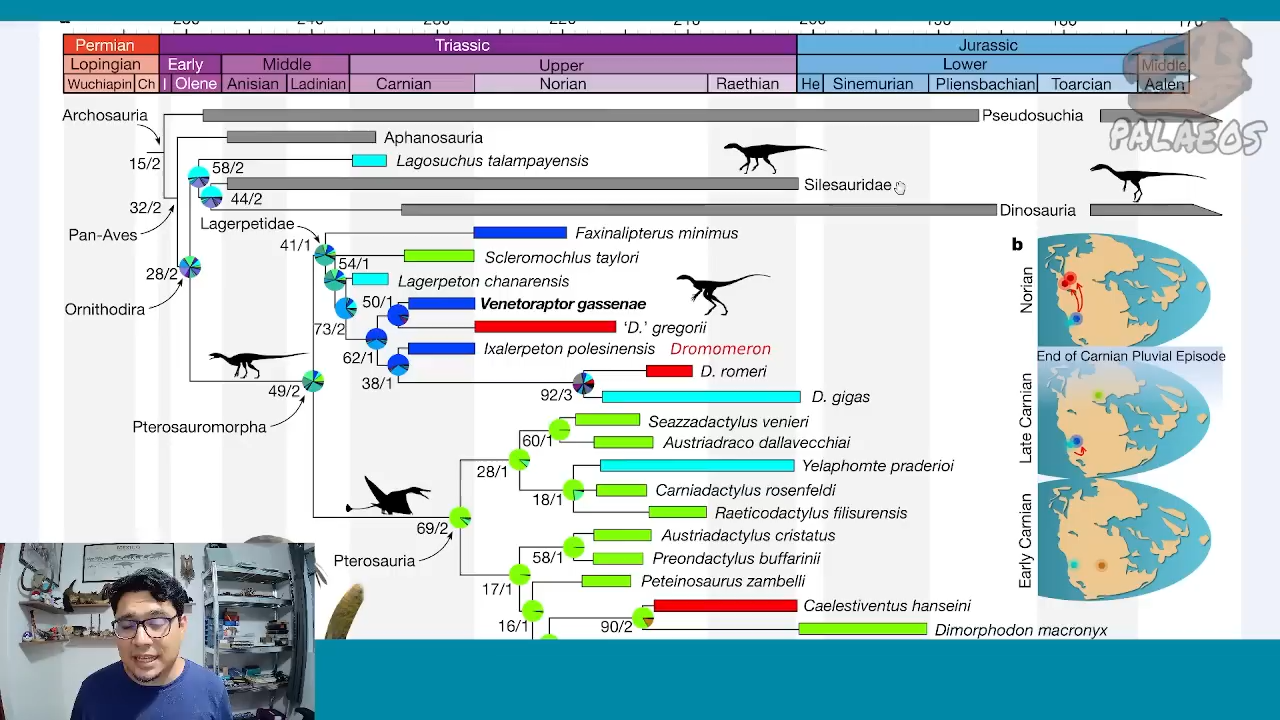 Permian Triassic Jurassic
Lopingian Early Middle Upper Lower Middle
Wuchiapin Ch I Olene Anisian Ladinian Carnian Norian Raethian He Sinemurian Pliensbachian Toarcian Aalen
PALAEOS
Archosauria
Pseudosuchia
15/2
Aphanosauria
58/2
Lagosuchus talampayensis
44/2
Silesauridae
32/2
Dinosauria
Pan-Aves
Lagerpetidae
41/1
Faxinalipterus minimus
b
54/1
Scleromochlus taylori
28/2
Lagerpeton chanarensis
Norian
Ornithodira
50/1
Venetoraptor gassenae
73/2
‘D.’ gregorii
62/1
Ixalerpeton polesinensis
Dromomeron
End of Carnian Pluvial Episode
38/1
D. romeri
49/2
92/3
D. gigas
Pterosauromorpha
Seazzadactylus venieri
60/1
Austriadraco dallavecchiai
Late Carnian
28/1
Yelaphomte praderioi
18/1
Carniadactylus rosenfeldi
Raeticodactylus filisurensis
69/2
Austriadactylus cristatus
Pterosauria
58/1
Preondactylus buffarinii
Early Carnian
17/1
Peteinosaurus zambelli
Caelestiventus hanseini
16/1
90/2
Dimorphodon macronyx